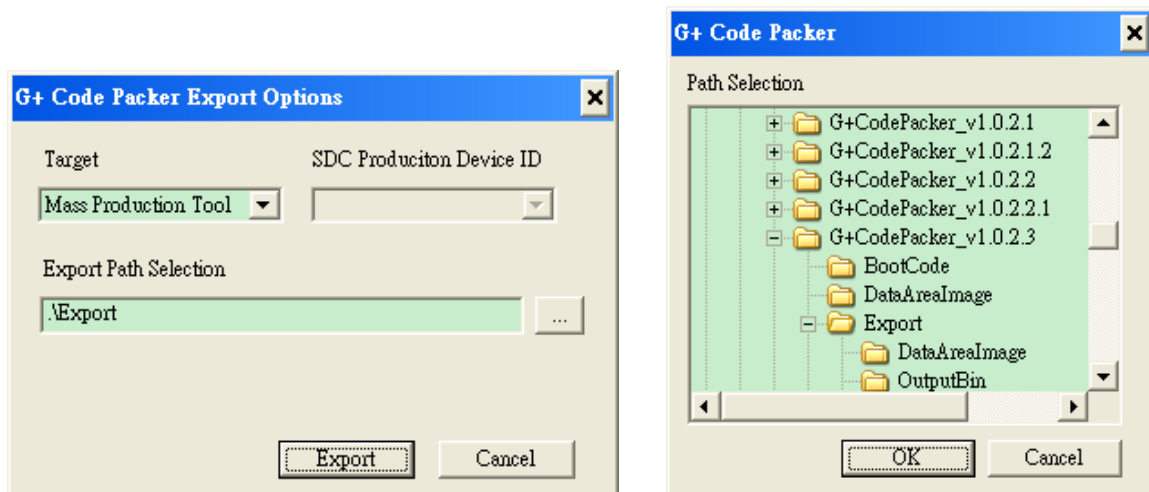 G+ Code Packer Export Options
Target
SDC Produciton Device ID
Mass Production Tool
Export Path Selection
.\Export
...
Export
Cancel
G+ Code Packer
Path Selection
G+CodePacker_v1.0.2.1
G+CodePacker_v1.0.2.1.2
G+CodePacker_v1.0.2.2
G+CodePacker_v1.0.2.2.1
G+CodePacker_v1.0.2.3
BootCode
DataAreaImage
Export
DataAreaImage
OutputBin
OK
Cancel